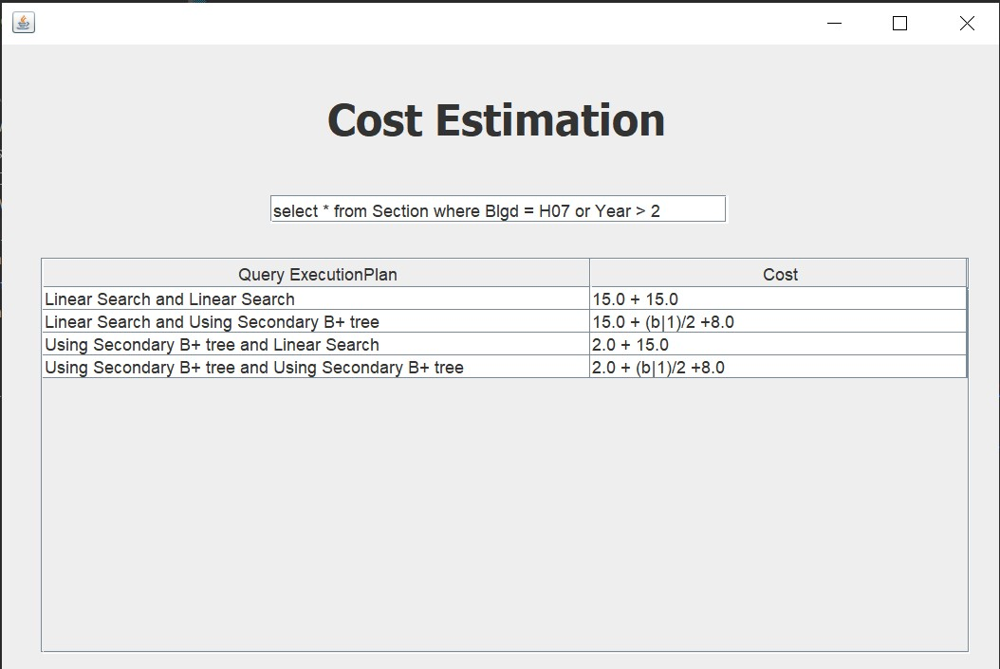 Cost Estimation
select * from Section where Blgd = H07 or Year > 2
Query ExecutionPlan Cost
Linear Search and Linear Search 15.0 + 15.0
Linear Search and Using Secondary B+ tree 15.0 + (b|1)/2 +8.0
Using Secondary B+ tree and Linear Search 2.0 + 15.0
Using Secondary B+ tree and Using Secondary B+ tree 2.0 + (b|1)/2 +8.0